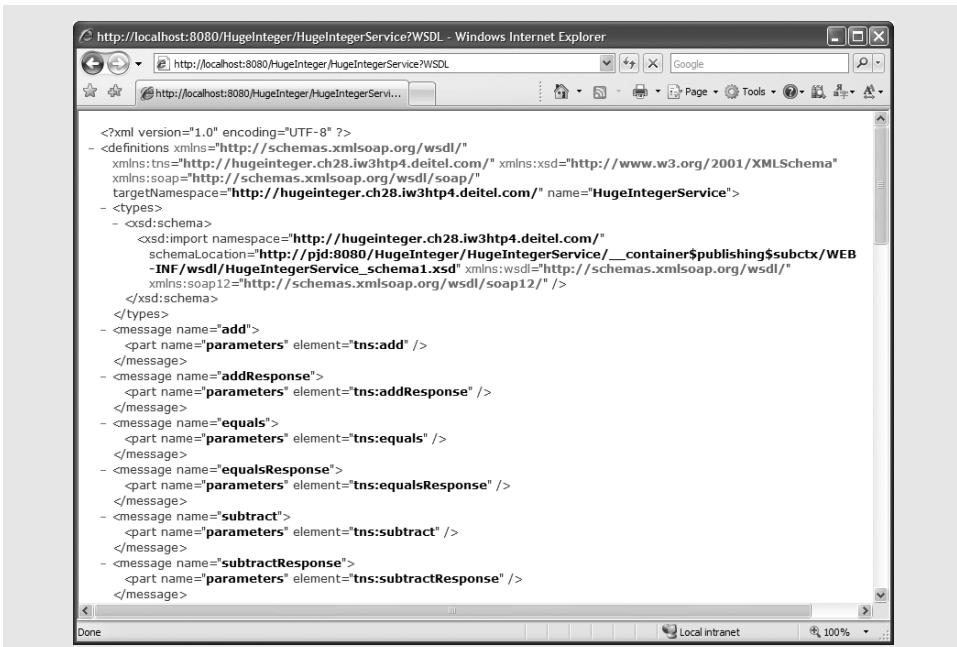 http://localhost:8080/HugeInteger/HugeIntegerService?WSDL - Windows Internet Explorer
http://localhost:8080/HugeInteger/HugeIntegerService?WSDL
Google
http://localhost:8080/HugeInteger/HugeIntegerServi...
Page Tools
<?xml version="1.0" encoding="UTF-8" ?>
- <definitions xmlns="http://schemas.xmlsoap.org/wsdl/"
xmlns:tns="http://hugeinteger.ch28.iw3htp4.deitel.com/" xmlns:xsd="http://www.w3.org/2001/XMLSchema"
xmlns:soap="http://schemas.xmlsoap.org/wsdl/soap/"
targetNamespace="http://hugeinteger.ch28.iw3htp4.deitel.com/" name="HugeIntegerService">
- <types>
- <xsd:schema>
<xsd:import namespace="http://hugeinteger.ch28.iw3htp4.deitel.com/"
schemaLocation="http://pjd:8080/HugeInteger/HugeIntegerService/__container$publishing$subctx/WEB
-INF/wsdl/HugeIntegerService_schema1.xsd" xmlns:wsdl="http://schemas.xmlsoap.org/wsdl/"
xmlns:soap12="http://schemas.xmlsoap.org/wsdl/soap12/" />
</xsd:schema>
</types>
- <message name="add">
<part name="parameters" element="tns:add" />
</message>
- <message name="addResponse">
<part name="parameters" element="tns:addResponse" />
</message>
- <message name="equals">
<part name="parameters" element="tns:equals" />
</message>
- <message name="equalsResponse">
<part name="parameters" element="tns:equalsResponse" />
</message>
- <message name="subtract">
<part name="parameters" element="tns:subtract" />
</message>
- <message name="subtractResponse">
<part name="parameters" element="tns:subtractResponse" />
</message>
Done
Local intranet
100%